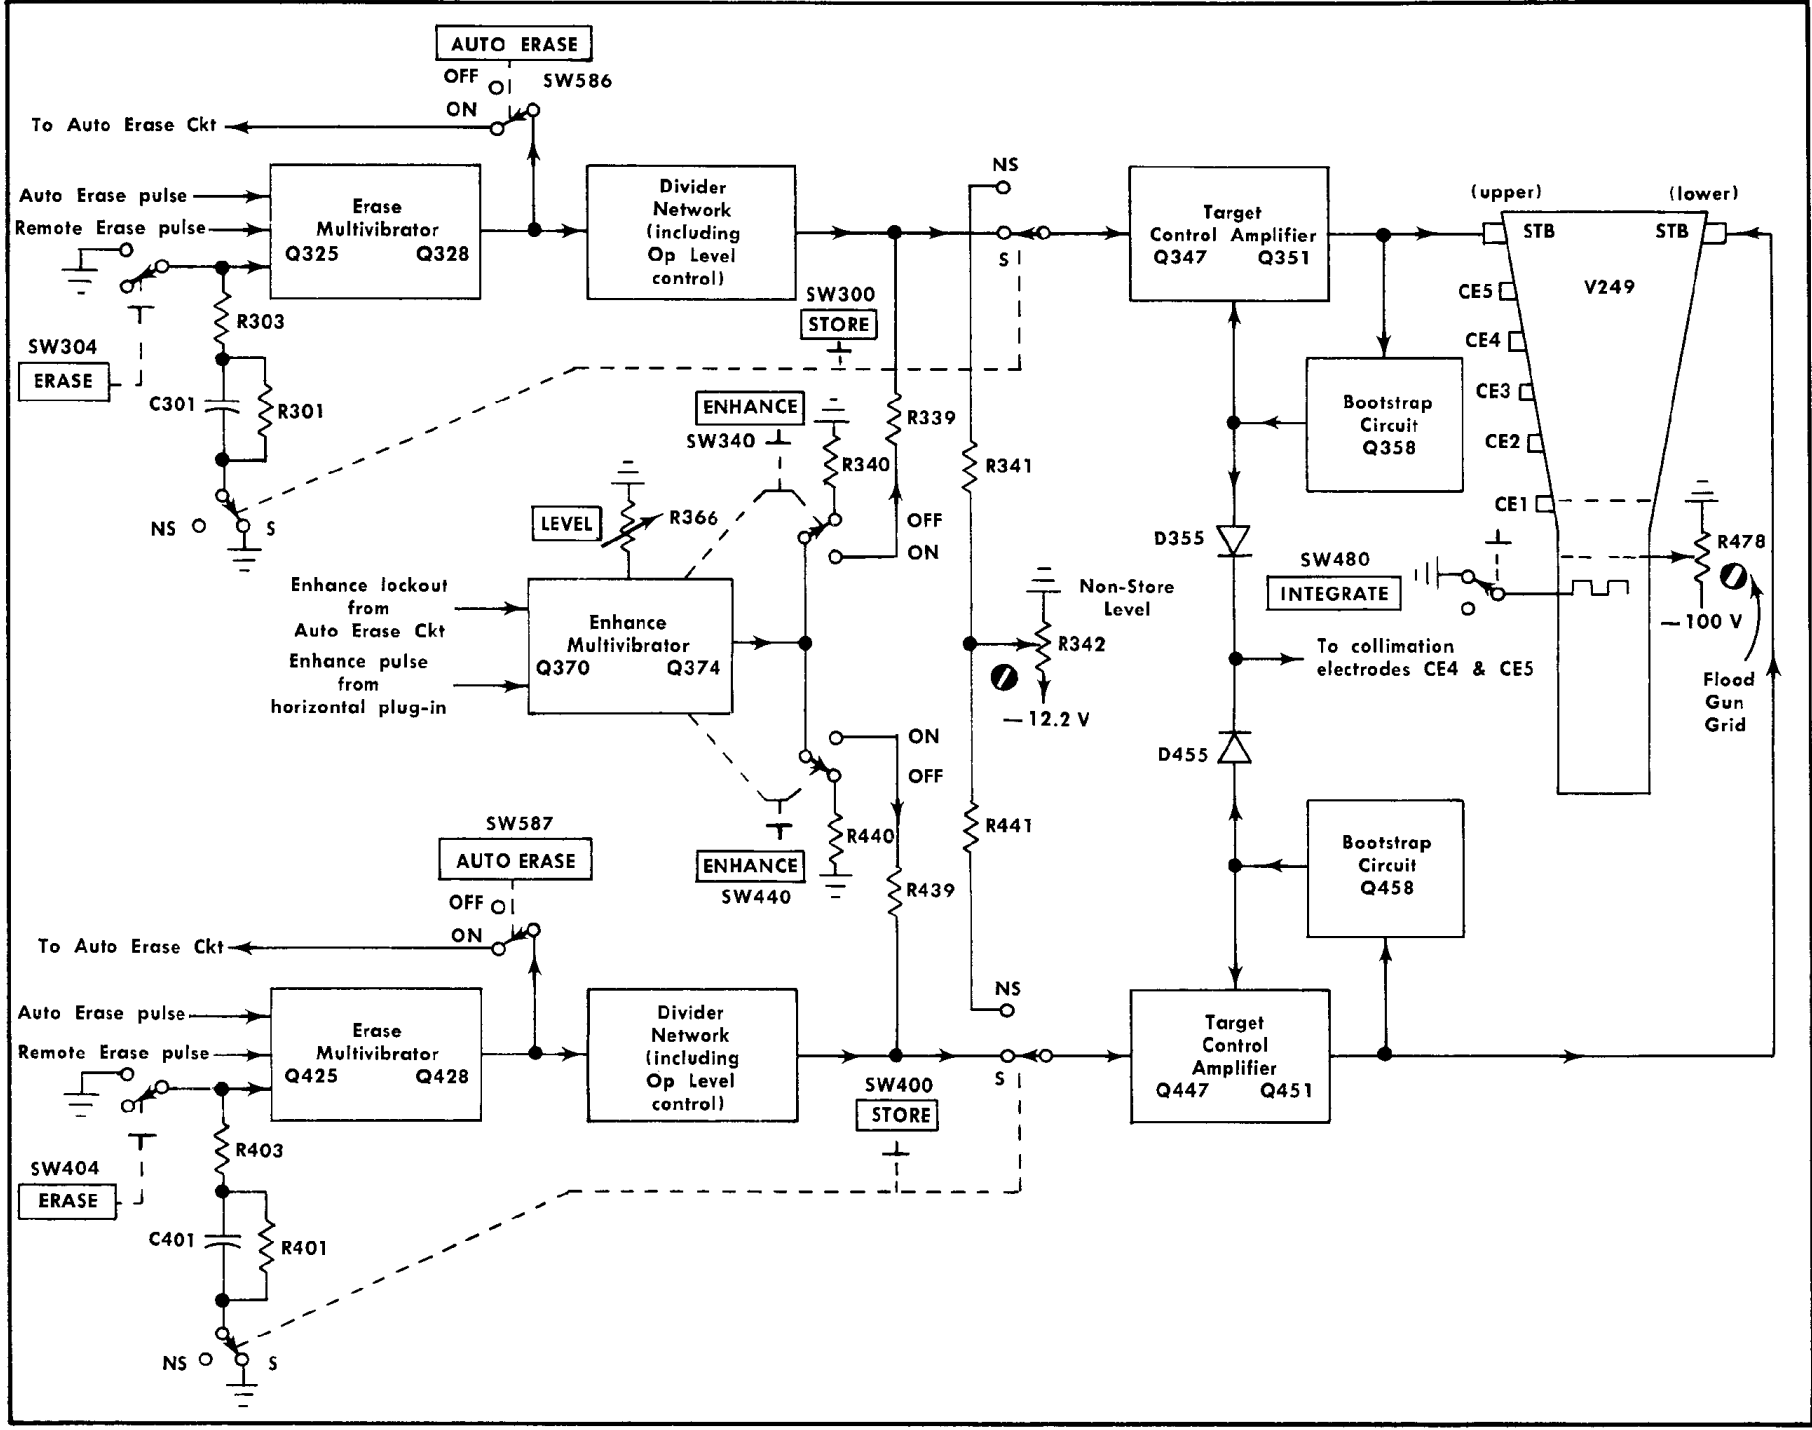 AUTO ERASE
OFF
SW586
ON
To Auto Erase Ckt
Auto Erase pulse
Remote Erase pulse
Erase
Multivibrator
Q325 Q328
Divider
Network
(including
Op Level
control)
NS
S
Target
Control Amplifier
Q347 Q351
(upper)
(lower)
STB
STB
V249
CE5
CE4
CE3
CE2
CE1
SW304
ERASE
R303
C301
R301
NS
S
SW300
STORE
ENHANCE
SW340
R340
R339
R341
Bootstrap
Circuit
Q358
LEVEL
R366
OFF
ON
Enhance lockout
from
Auto Erase Ckt
Enhance pulse
from
horizontal plug-in
Enhance
Multivibrator
Q370 Q374
Non-Store
Level
R342
—12.2 V
D355
D455
SW480
INTEGRATE
To collimation
electrodes CE4 & CE5
R478
—100 V
Flood
Gun
Grid
ON
OFF
R440
ENHANCE
SW440
R439
R441
Bootstrap
Circuit
Q458
SW587
AUTO ERASE
OFF
ON
To Auto Erase Ckt
Auto Erase pulse
Remote Erase pulse
Erase
Multivibrator
Q425 Q428
Divider
Network
(including
Op Level
control)
NS
S
SW400
STORE
Target
Control
Amplifier
Q447 Q451
SW404
ERASE
R403
C401
R401
NS
S